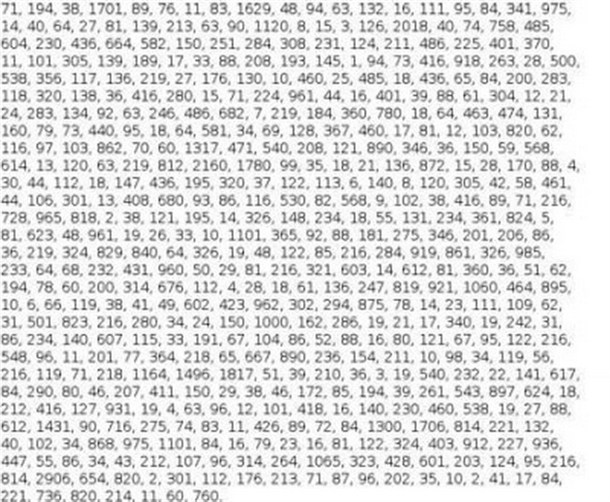 71, 194, 38, 1701, 89, 76, 11, 83, 1629, 48, 94, 63, 132, 16, 111, 95, 84, 341, 975,
14, 40, 64, 27, 81, 139, 213, 63, 90, 1120, 8, 15, 3, 126, 2018, 40, 74, 758, 485,
604, 230, 436, 664, 582, 150, 251, 284, 308, 231, 124, 211, 486, 225, 401, 370,
11, 101, 305, 139, 189, 17, 33, 88, 208, 193, 145, 1, 94, 73, 416, 918, 263, 28, 500,
538, 356, 117, 136, 219, 27, 176, 130, 10, 460, 25, 485, 18, 436, 65, 84, 200, 283,
118, 320, 138, 36, 416, 280, 15, 71, 224, 961, 44, 16, 401, 39, 88, 61, 304, 12, 21,
24, 283, 134, 92, 63, 246, 486, 682, 7, 219, 184, 360, 780, 18, 64, 463, 474, 131,
160, 79, 73, 440, 95, 18, 64, 581, 34, 69, 128, 367, 460, 17, 81, 12, 103, 820, 62,
116, 97, 103, 862, 70, 60, 1317, 471, 540, 208, 121, 890, 346, 36, 150, 59, 568,
614, 13, 120, 63, 219, 812, 2160, 1780, 99, 35, 18, 21, 136, 872, 15, 28, 170, 88, 4,
30, 44, 112, 18, 147, 436, 195, 320, 37, 122, 113, 6, 140, 8, 120, 305, 42, 58, 461,
44, 106, 301, 13, 408, 680, 93, 86, 116, 530, 82, 568, 9, 102, 38, 416, 89, 71, 216,
728, 965, 818, 2, 38, 121, 195, 14, 326, 148, 234, 18, 55, 131, 234, 361, 824, 5,
81, 623, 48, 961, 19, 26, 33, 10, 1101, 365, 92, 88, 181, 275, 346, 201, 206, 86,
36, 219, 324, 829, 840, 64, 326, 19, 48, 122, 85, 216, 284, 919, 861, 326, 985,
233, 64, 68, 232, 431, 960, 50, 29, 81, 216, 321, 603, 14, 612, 81, 360, 36, 51, 62,
194, 78, 60, 200, 314, 676, 112, 4, 28, 18, 61, 136, 247, 819, 921, 1060, 464, 895,
10, 6, 66, 119, 38, 41, 49, 602, 423, 962, 302, 294, 875, 78, 14, 23, 111, 109, 62,
31, 501, 823, 216, 280, 34, 24, 150, 1000, 162, 286, 19, 21, 17, 340, 19, 242, 31,
86, 234, 140, 607, 115, 33, 191, 67, 104, 86, 52, 88, 16, 80, 121, 67, 95, 122, 216,
548, 96, 11, 201, 77, 364, 218, 65, 667, 890, 236, 154, 211, 10, 98, 34, 119, 56,
216, 119, 71, 218, 1164, 1496, 1817, 51, 39, 210, 36, 3, 19, 540, 232, 22, 141, 617,
84, 290, 80, 46, 207, 411, 150, 29, 38, 46, 172, 85, 194, 39, 261, 543, 897, 624, 18,
212, 416, 127, 931, 19, 4, 63, 96, 12, 101, 418, 16, 140, 230, 460, 538, 19, 27, 88,
612, 1431, 90, 716, 275, 74, 83, 11, 426, 89, 72, 84, 1300, 1706, 814, 221, 132,
40, 102, 34, 868, 975, 1101, 84, 16, 79, 23, 16, 81, 122, 324, 403, 912, 227, 936,
447, 55, 86, 34, 43, 212, 107, 96, 314, 264, 1065, 323, 428, 601, 203, 124, 95, 216,
814, 2906, 654, 820, 2, 301, 112, 176, 213, 71, 87, 96, 202, 35, 10, 2, 41, 17, 84,
221, 736, 820, 214, 11, 60, 760.